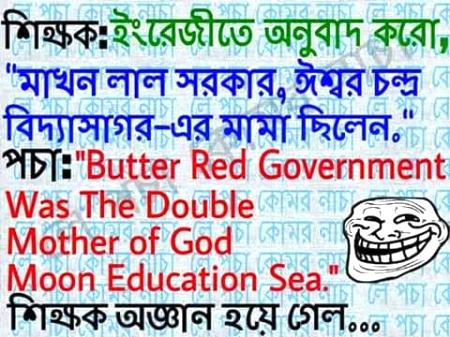 শিক্ষক:ইংরেজীতে অনুবাদ করো,
"মাখন লাল সরকার, ঈশ্বর চন্দ্র
বিদ্যাসাগর-এর মামা ছিলেন."
পচা:"Butter Red Government
Was The Double
Mother of God
Moon Education Sea."
শিক্ষক অজ্ঞান হয়ে গেল...